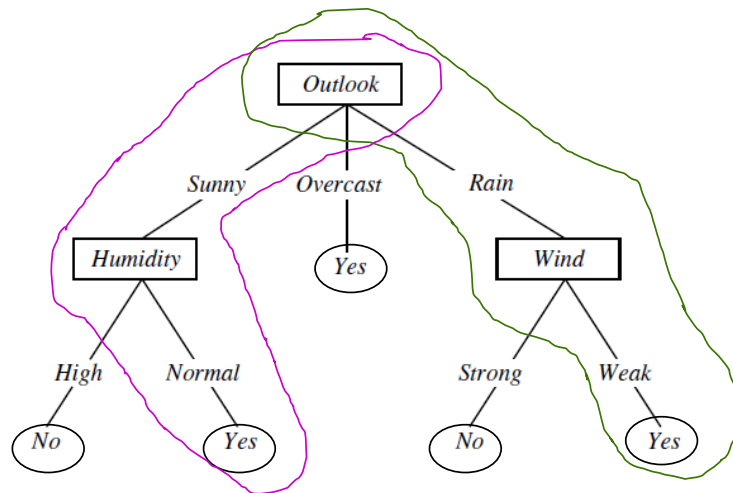 Outlook
Sunny Overcast Rain
Humidity Yes Wind
High Normal Strong Weak
No Yes No Yes